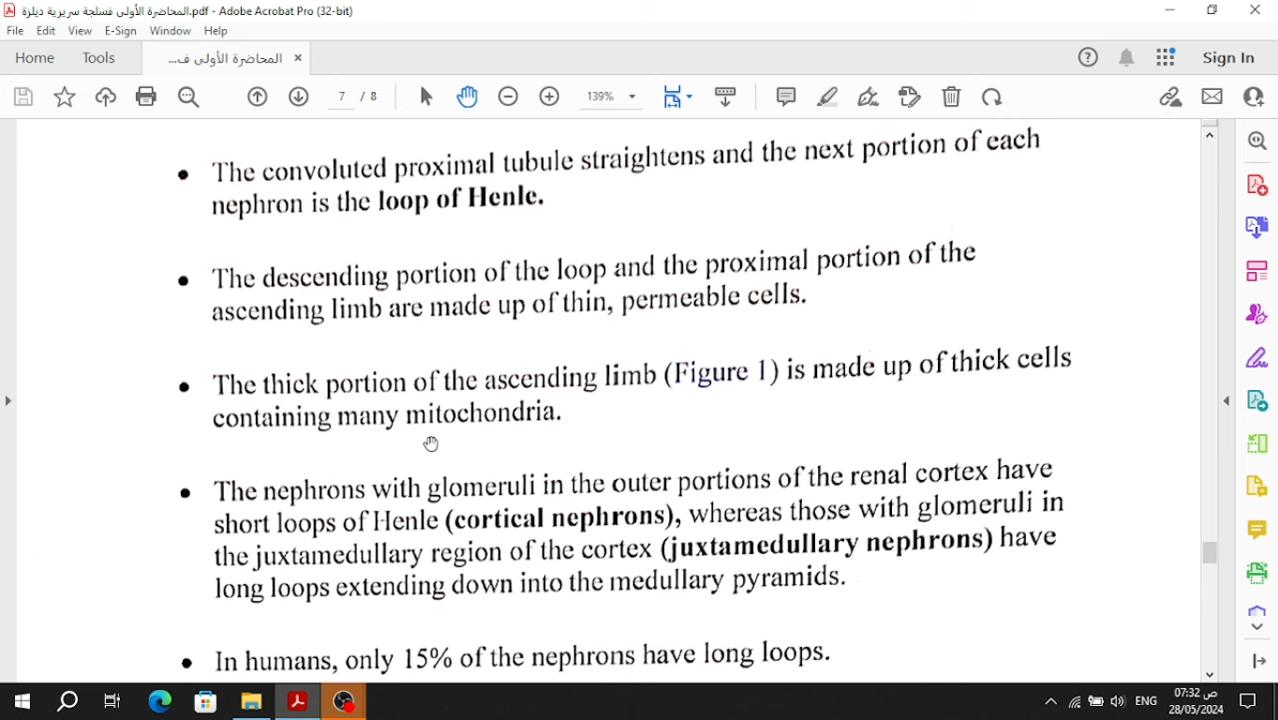 المحاضرة الأولى فسلجة سريرية ديلزة.pdf - Adobe Acrobat Pro (32-bit)
File Edit View E-Sign Window Help
Home Tools المحاضرة الأولى ف... Sign In
7 / 8 139%
• The convoluted proximal tubule straightens and the next portion of each
nephron is the loop of Henle.
• The descending portion of the loop and the proximal portion of the
ascending limb are made up of thin, permeable cells.
• The thick portion of the ascending limb (Figure 1) is made up of thick cells
containing many mitochondria.
• The nephrons with glomeruli in the outer portions of the renal cortex have
short loops of Henle (cortical nephrons), whereas those with glomeruli in
the juxtamedullary region of the cortex (juxtamedullary nephrons) have
long loops extending down into the medullary pyramids.
• In humans, only 15% of the nephrons have long loops.
ENG
07:32 ص
28/05/2024